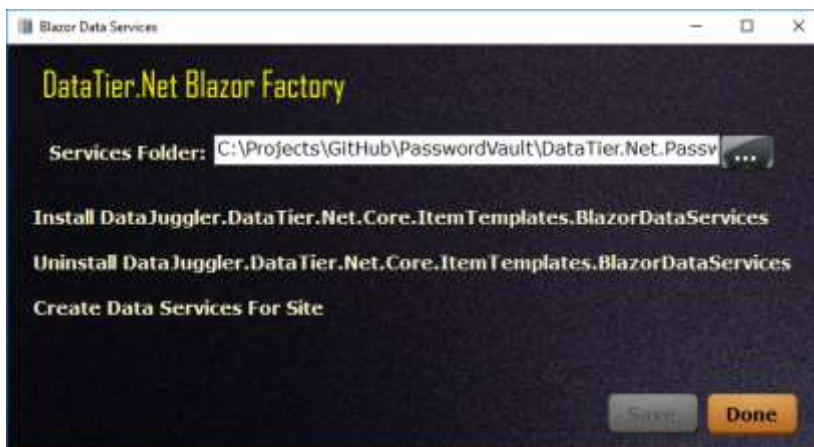 Blazor Data Services
DataTier.Net Blazor Factory
Services Folder: C:\Projects\GitHub\PasswordVault\DataTier.Net.Passv ...
Install DataJuggler.DataTier.Net.Core.ItemTemplates.BlazorDataServices
Uninstall DataJuggler.DataTier.Net.Core.ItemTemplates.BlazorDataServices
Create Data Services For Site
Save Done